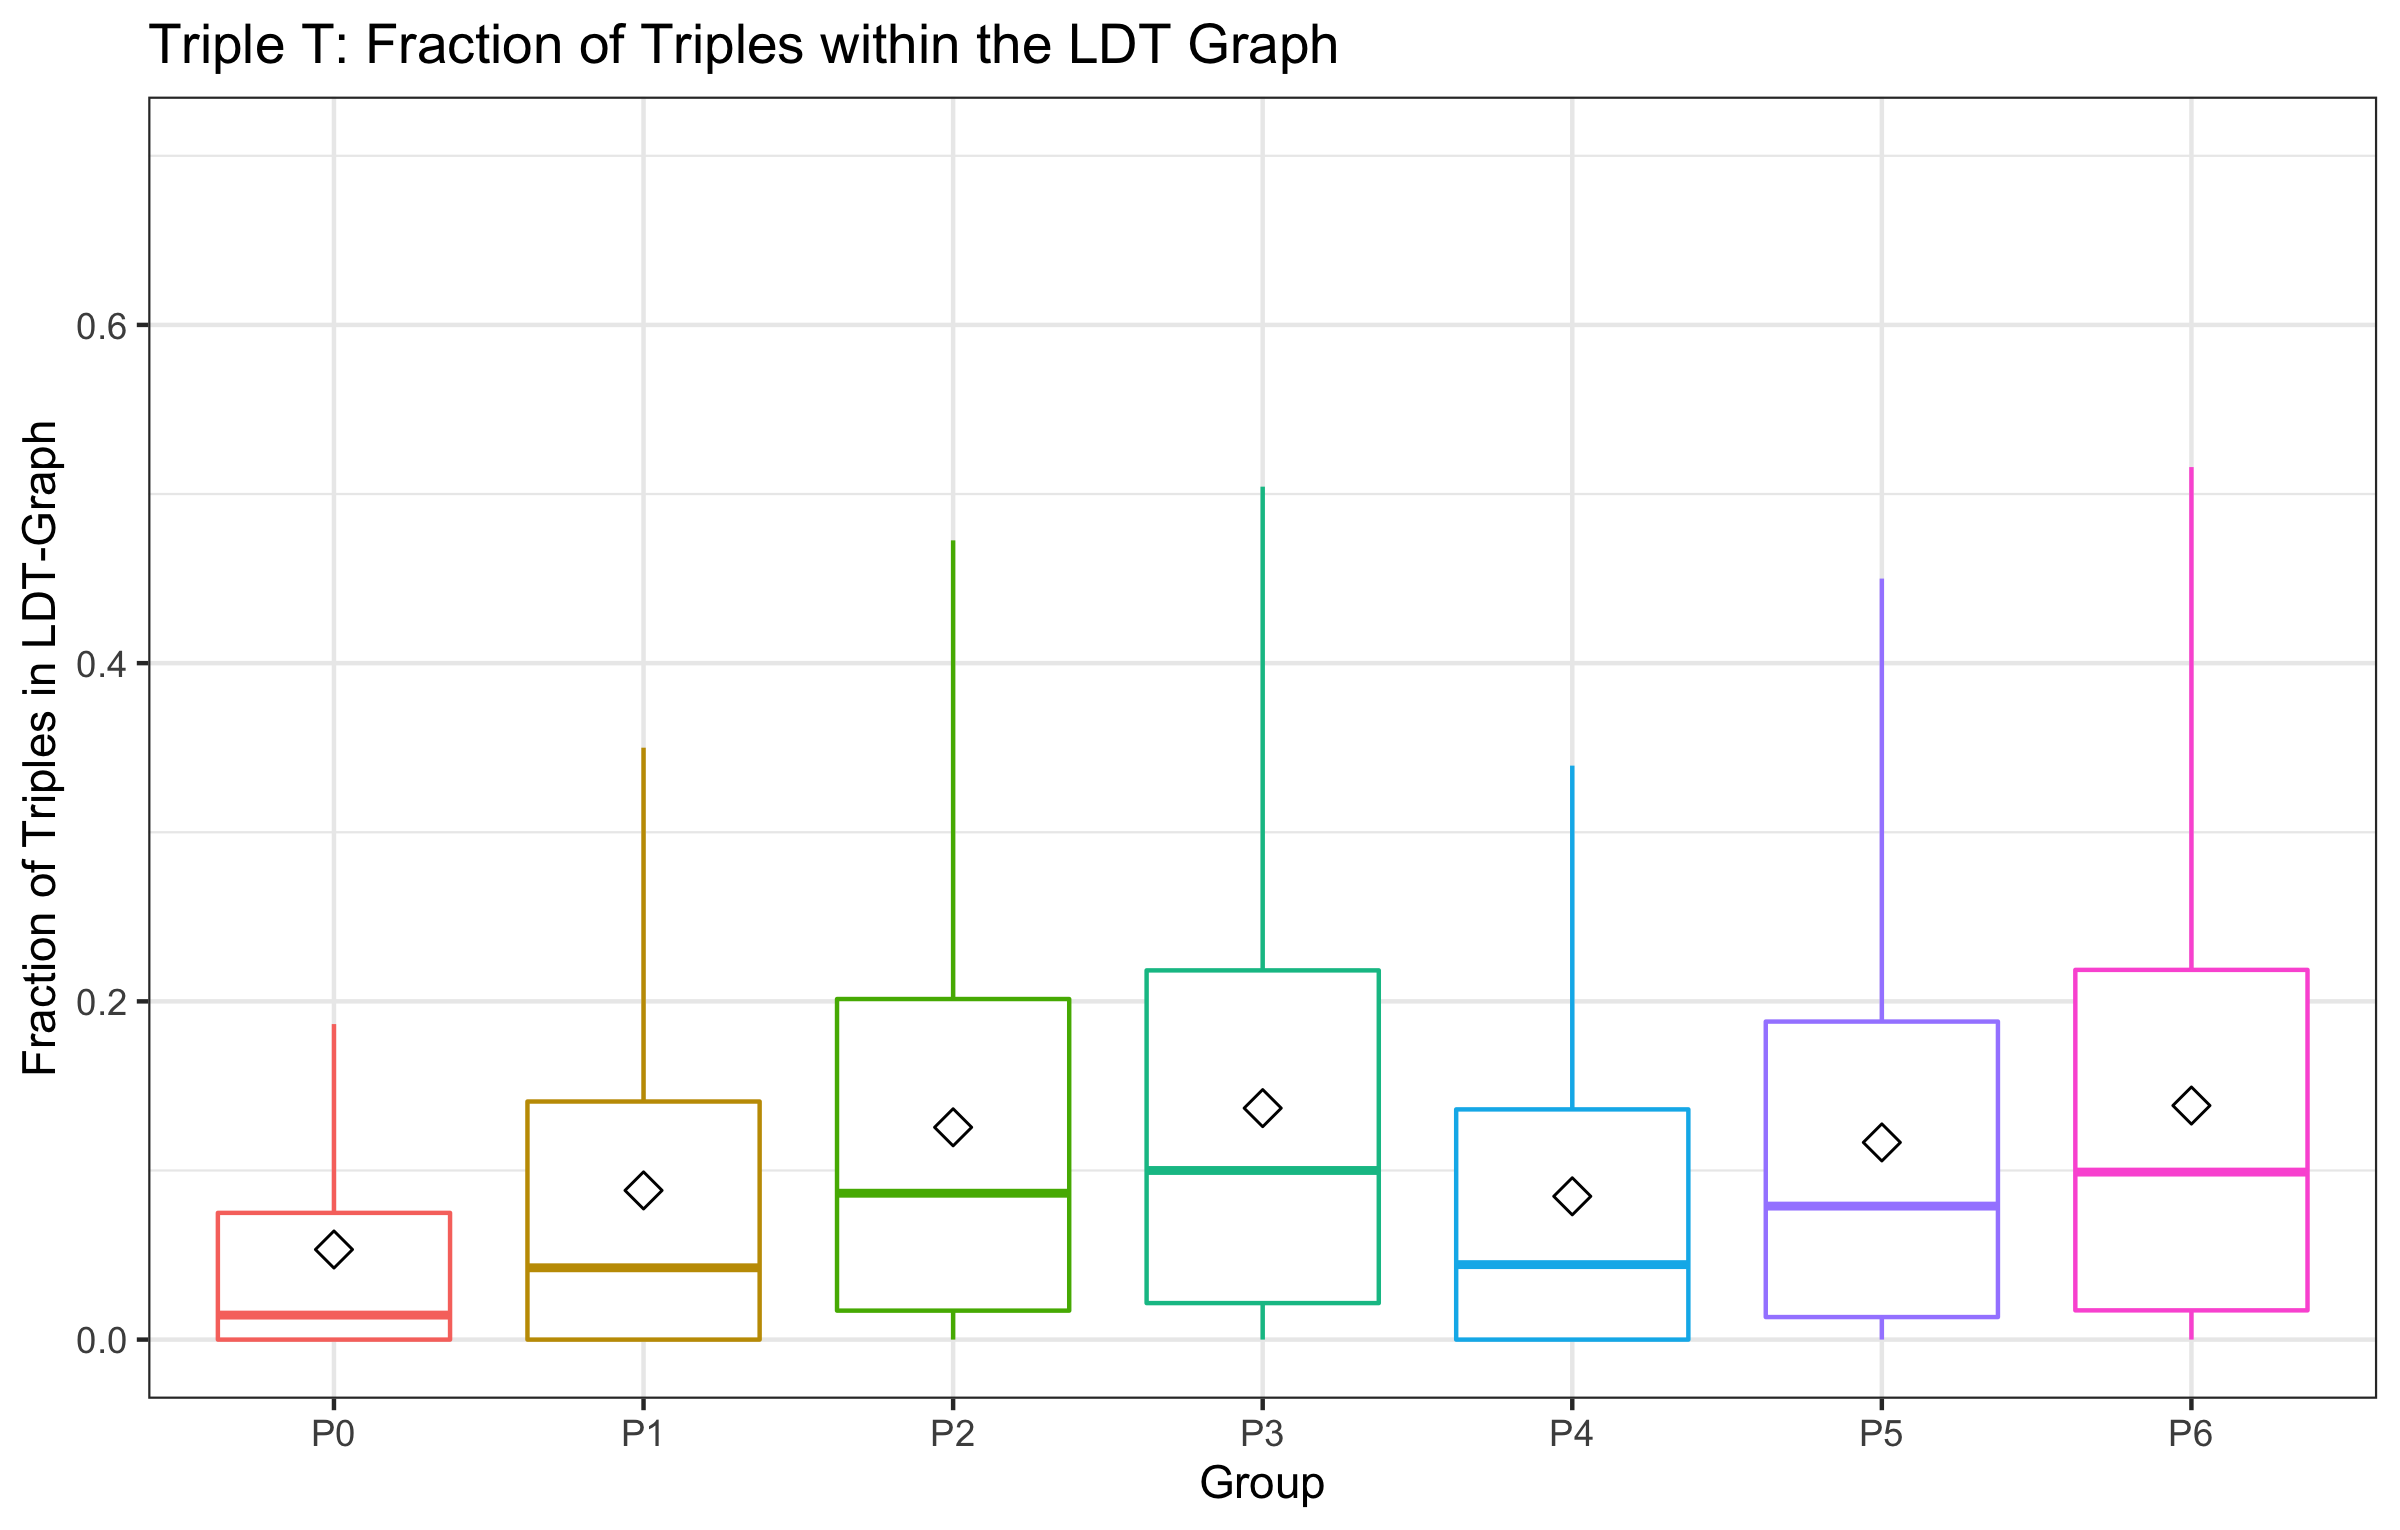 Triple T: Fraction of Triples within the LDT Graph
Fraction of Triples in LDT-Graph
0.6
0.4
0.2
0.0
P0 P1 P2 P3 P4 P5 P6
Group